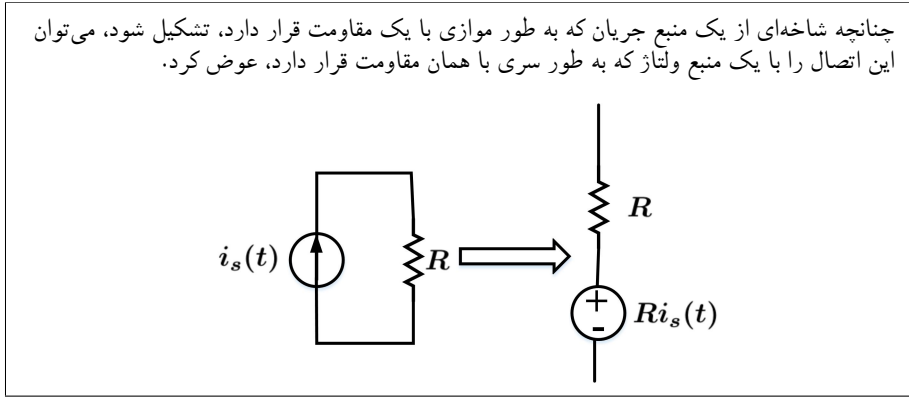 چنانچه شاخه‌ای از یک منبع جریان که به طور موازی با یک مقاومت قرار دارد، تشکیل شود، می‌توان
این اتصال را با یک منبع ولتاژ که به طور سری با همان مقاومت قرار دارد، عوض کرد.
R
i_s(t)
R
+
-
Ri_s(t)